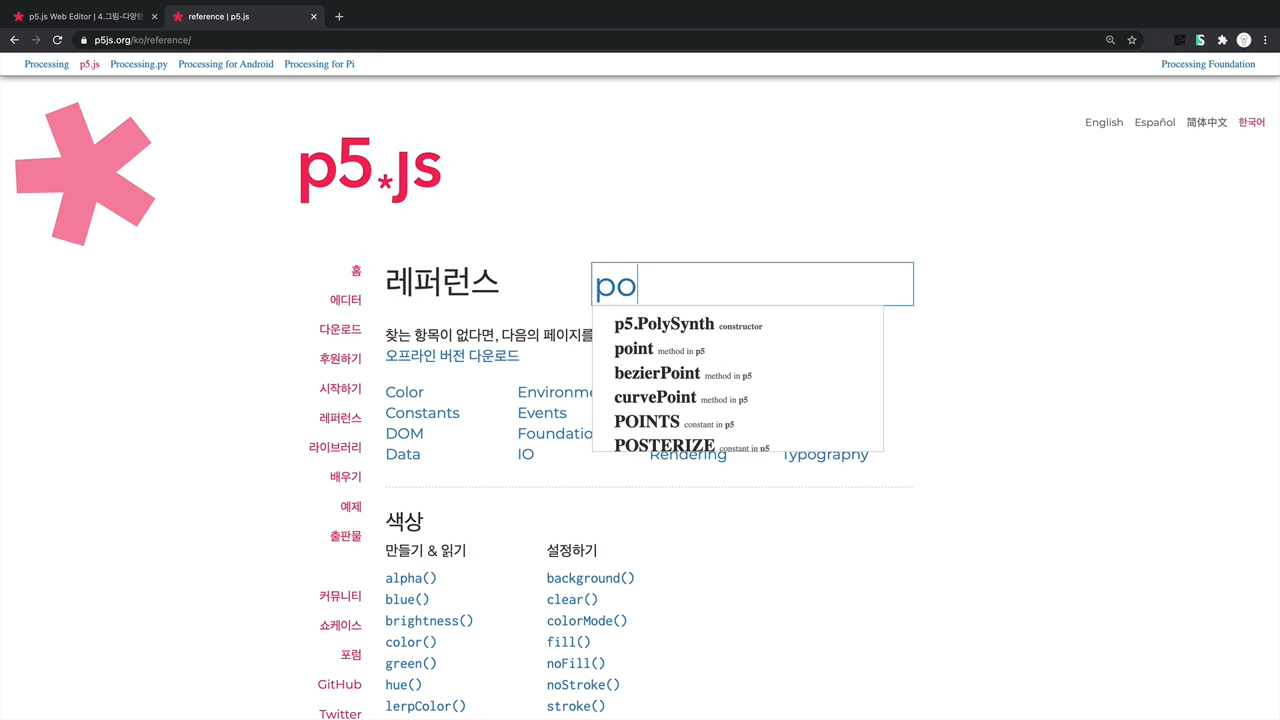 p5.js Web Editor | 4.그림-다양한
reference | p5.js
p5js.org/ko/reference/
Processing p5.js Processing.py Processing for Android Processing for Pi Processing Foundation
English Español 简体中文 한국어
p5*js
홈
에디터
다운로드
후원하기
시작하기
레퍼런스
라이브러리
배우기
예제
출판물
커뮤니티
쇼케이스
포럼
GitHub
Twitter
레퍼런스
po
찾는 항목이 없다면, 다음의 페이지를
오프라인 버전 다운로드
p5.PolySynth constructor
point method in p5
bezierPoint method in p5
curvePoint method in p5
POINTS constant in p5
POSTERIZE constant in p5
Color Environme
Constants Events
DOM Foundatio
Data IO Rendering Typography
색상
만들기 & 읽기 설정하기
alpha() background()
blue() clear()
brightness() colorMode()
color() fill()
green() noFill()
hue() noStroke()
lerpColor() stroke()